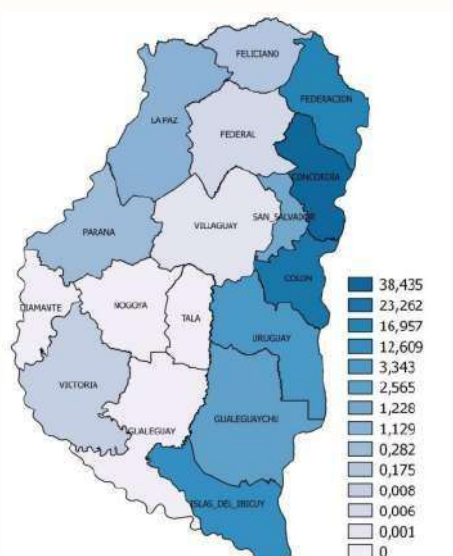 FELICIANO
FEDERACION
LA PAZ
FEDERAL
CONCORDIA
SAN_SALVADOR
PARANA
VILLAGUAY
COLON
DIAMANTE
NOGOYA
TALA
URUGUAY
VICTORIA
GUALEGUAYCHU
GUALEGUAY
ISLAS_DEL_IBICUY
38,435
23,262
16,957
12,609
3,343
2,565
1,228
1,129
0,282
0,175
0,008
0,006
0,001
0